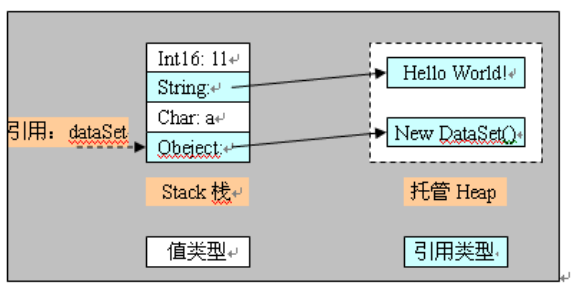 Int16: 11
String:
Hello World!
Char: a
引用：dataSet
Obeject:
New DataSet()
Stack 栈
托管 Heap
值类型
引用类型